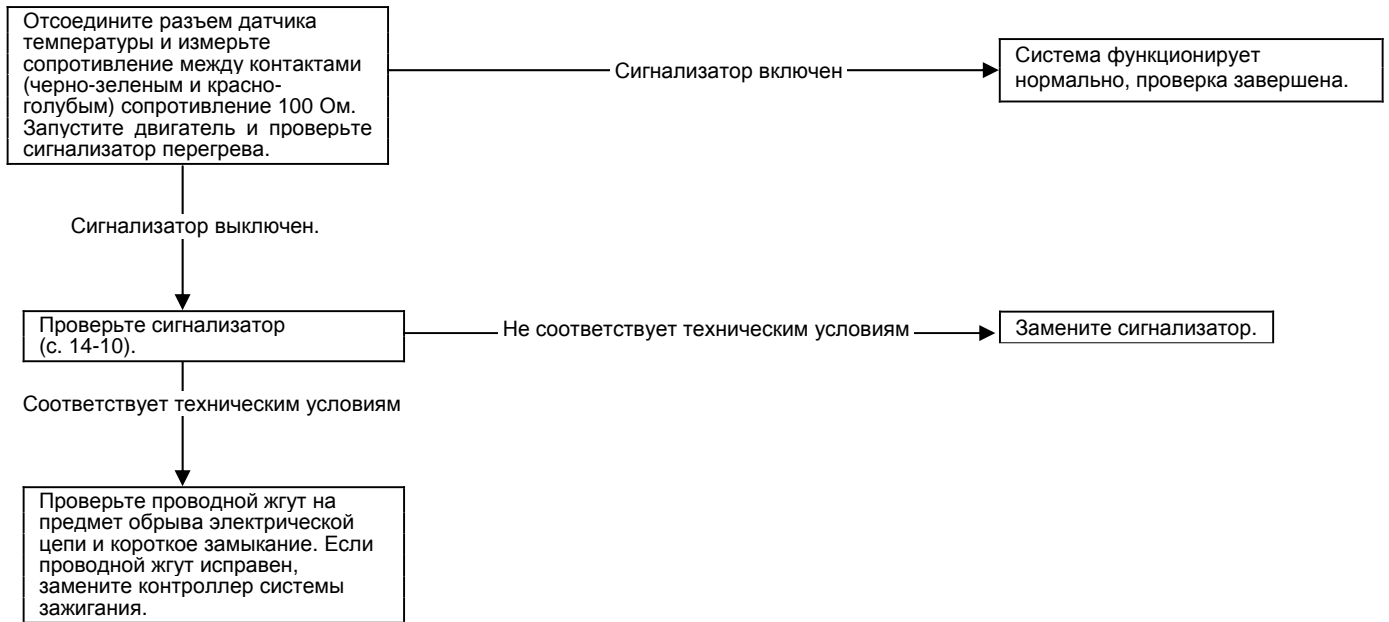 Отсоедините разъем датчика
температуры и измерьте
сопротивление между контактами
(черно-зеленым и красно-
голубым) сопротивление 100 Ом.
Запустите двигатель и проверьте
сигнализатор перегрева.
Сигнализатор включен
Система функционирует
нормально, проверка завершена.
Сигнализатор выключен.
Проверьте сигнализатор
(с. 14-10).
Не соответствует техническим условиям
Замените сигнализатор.
Соответствует техническим условиям
Проверьте проводной жгут на
предмет обрыва электрической
цепи и короткое замыкание. Если
проводной жгут исправен,
замените контроллер системы
зажигания.